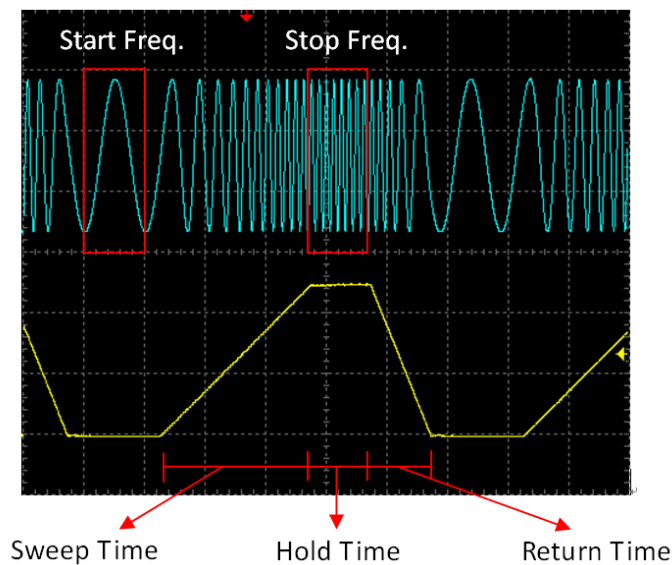 Start Freq.
Stop Freq.
Sweep Time
Hold Time
Return Time